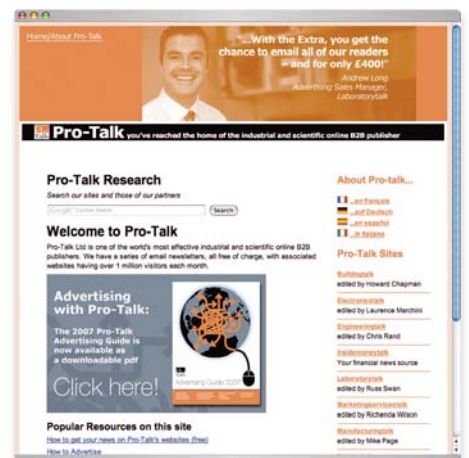 Home/About Pro-Talk
"...With the Extra, you get the
chance to email all of our readers
– and for only £400!"
Andrew Long
Advertising Sales Manager,
Laboratorytalk
Pro-Talk you've reached the home of the industrial and scientific online B2B publisher
Pro-Talk Research
Search our sites and those of our partners
Google
Search
Welcome to Pro-Talk
Pro-Talk Ltd is one of the world's most effective industrial and scientific online B2B
publishers. We have a series of email newsletters, all free of charge, with associated
websites having over 1 million visitors each month.
Advertising
with Pro-Talk:
The 2007 Pro-Talk
Advertising Guide is
now available as
a downloadable pdf
Click here!
Advertising Guide 2007
Popular Resources on this site
How to get your news on Pro-Talk's websites (free)
How to Advertise
About Pro-talk...
...en français
...auf Deutsch
...en español
...in italiano
Pro-Talk Sites
Buildingtalk
edited by Howard Chapman
Electronicstalk
edited by Laurence Marchini
Engineeringtalk
edited by Chris Rand
Insidemoneytalk
Your financial news source
Laboratorytalk
edited by Russ Swan
Marketingservicestalk
edited by Richenda Wilson
Manufacturingtalk
edited by Mike Page